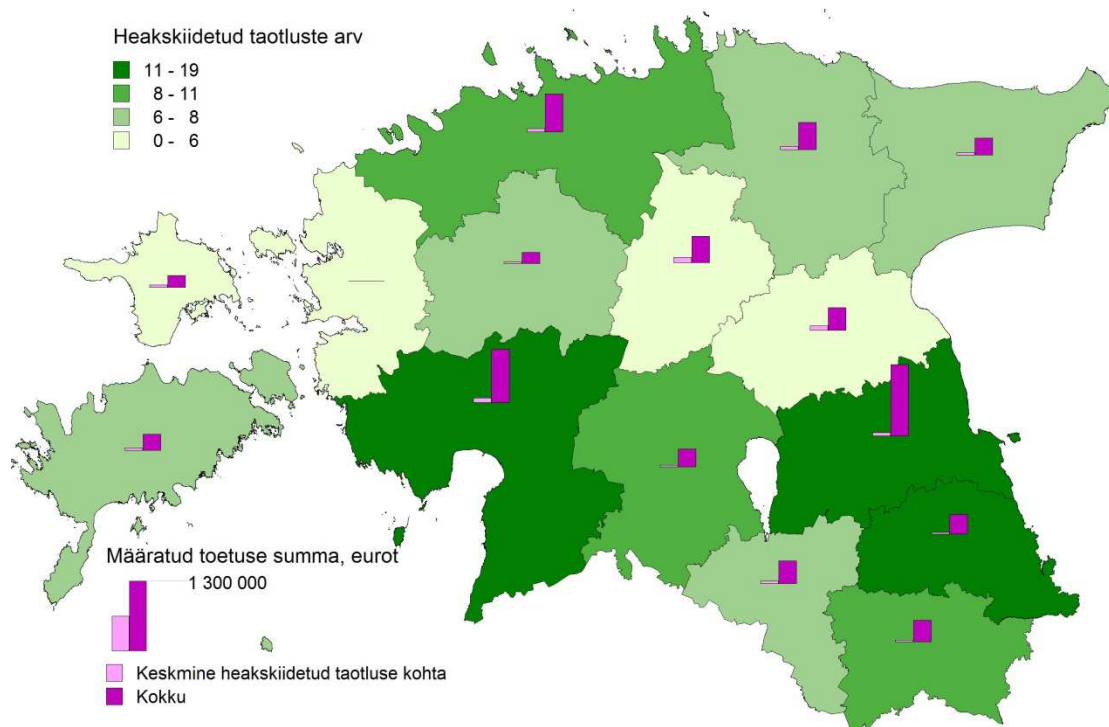 Heakskiidetud taotluste arv
11 - 19
8 - 11
6 - 8
0 - 6
Määratud toetuse summa, eurot
1 300 000
Keskmine heakskiidetud taotluse kohta
Kokku